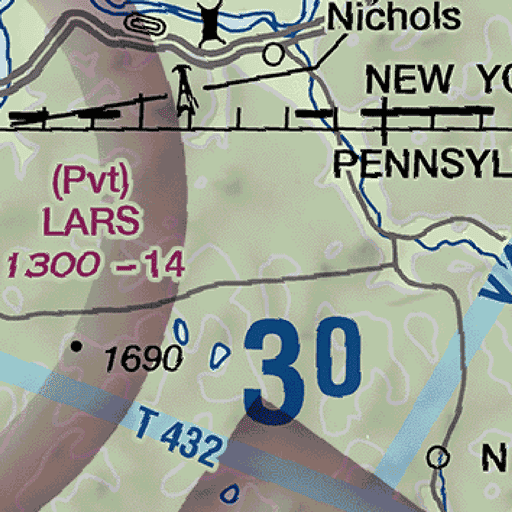 Nichols
NEW YO
PENNSYL
(Pvt)
LARS
1300 - 14
V
1690
30
T 432
N